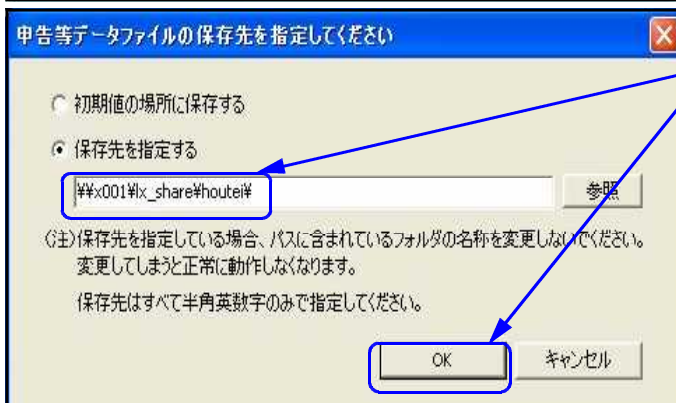 申告等データファイルの保存先を指定してください
初期値の場所に保存する
保存先を指定する
¥¥x001¥lx_share¥houtei¥
参照
(注)保存先を指定している場合、パスに含まれているフォルダの名称を変更しないでください。
変更してしまうと正常に動作しなくなります。
保存先はすべて半角英数字のみで指定してください。
OK
キャンセル